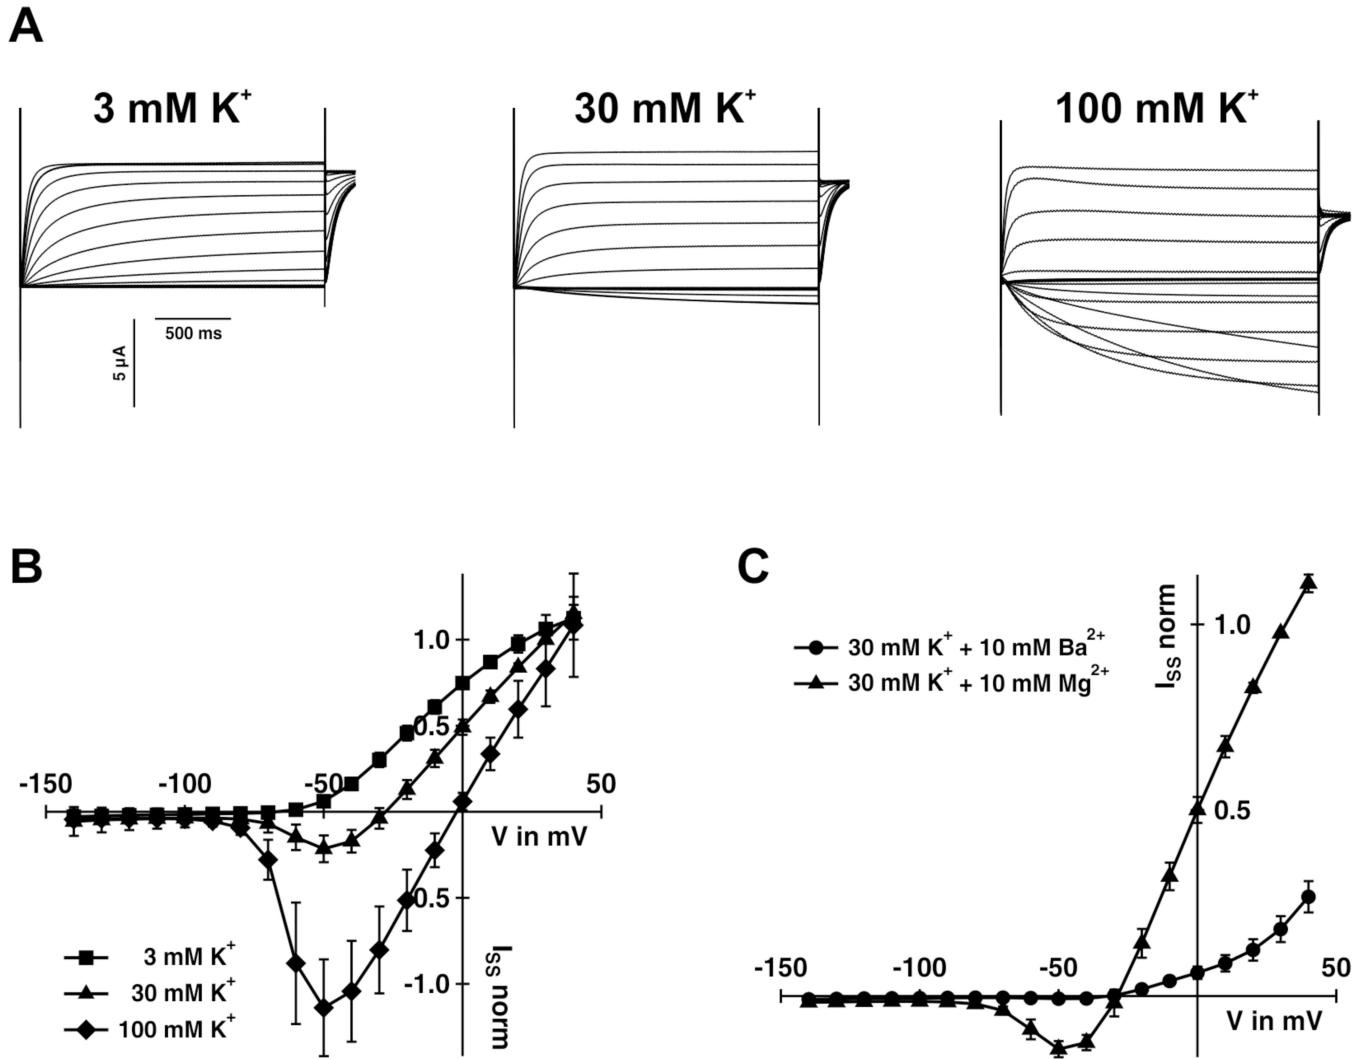 A
3 mM K⁺
30 mM K⁺
100 mM K⁺
5 µA
500 ms
B
1.0
0.5
-150
-100
-50
50
V in mV
-0.5
-1.0
I_SS norm
3 mM K⁺
30 mM K⁺
100 mM K⁺
C
30 mM K⁺ + 10 mM Ba²⁺
30 mM K⁺ + 10 mM Mg²⁺
I_SS norm
1.0
0.5
-150
-100
-50
50
V in mV